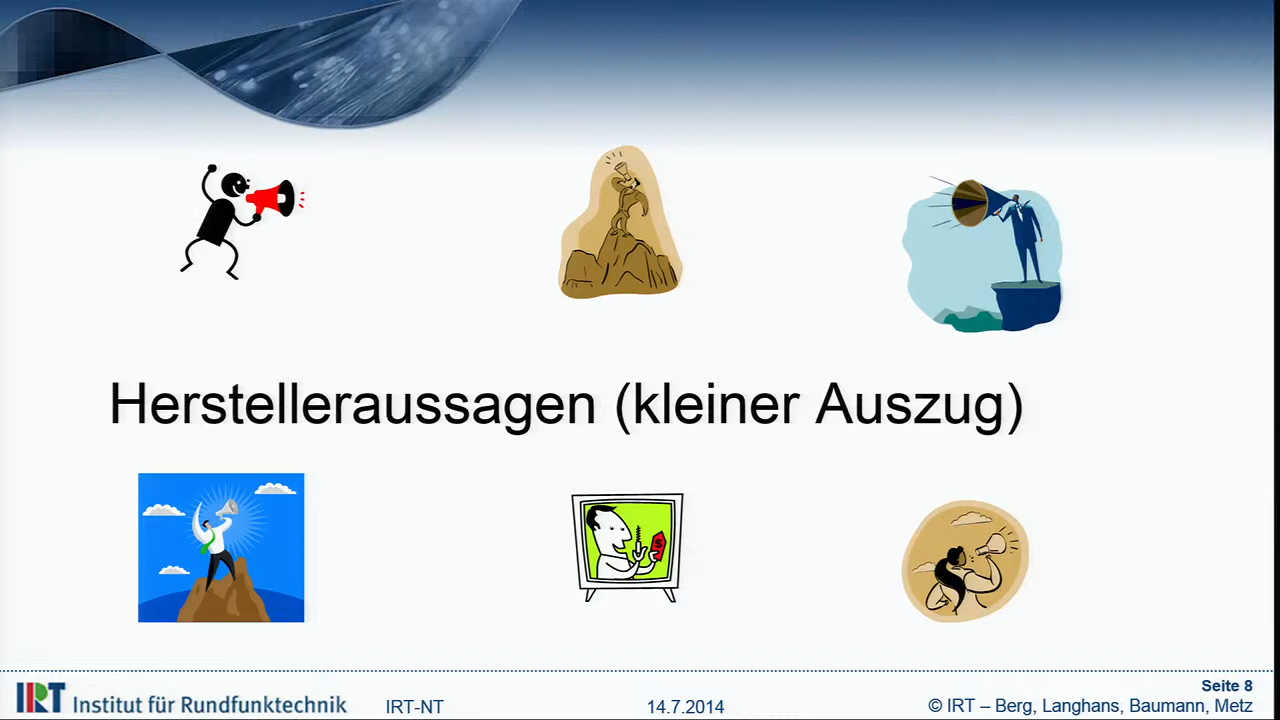 Herstelleraussagen (kleiner Auszug)
Seite 8
IRT Institut für Rundfunktechnik
IRT-NT
14.7.2014
© IRT – Berg, Langhans, Baumann, Metz